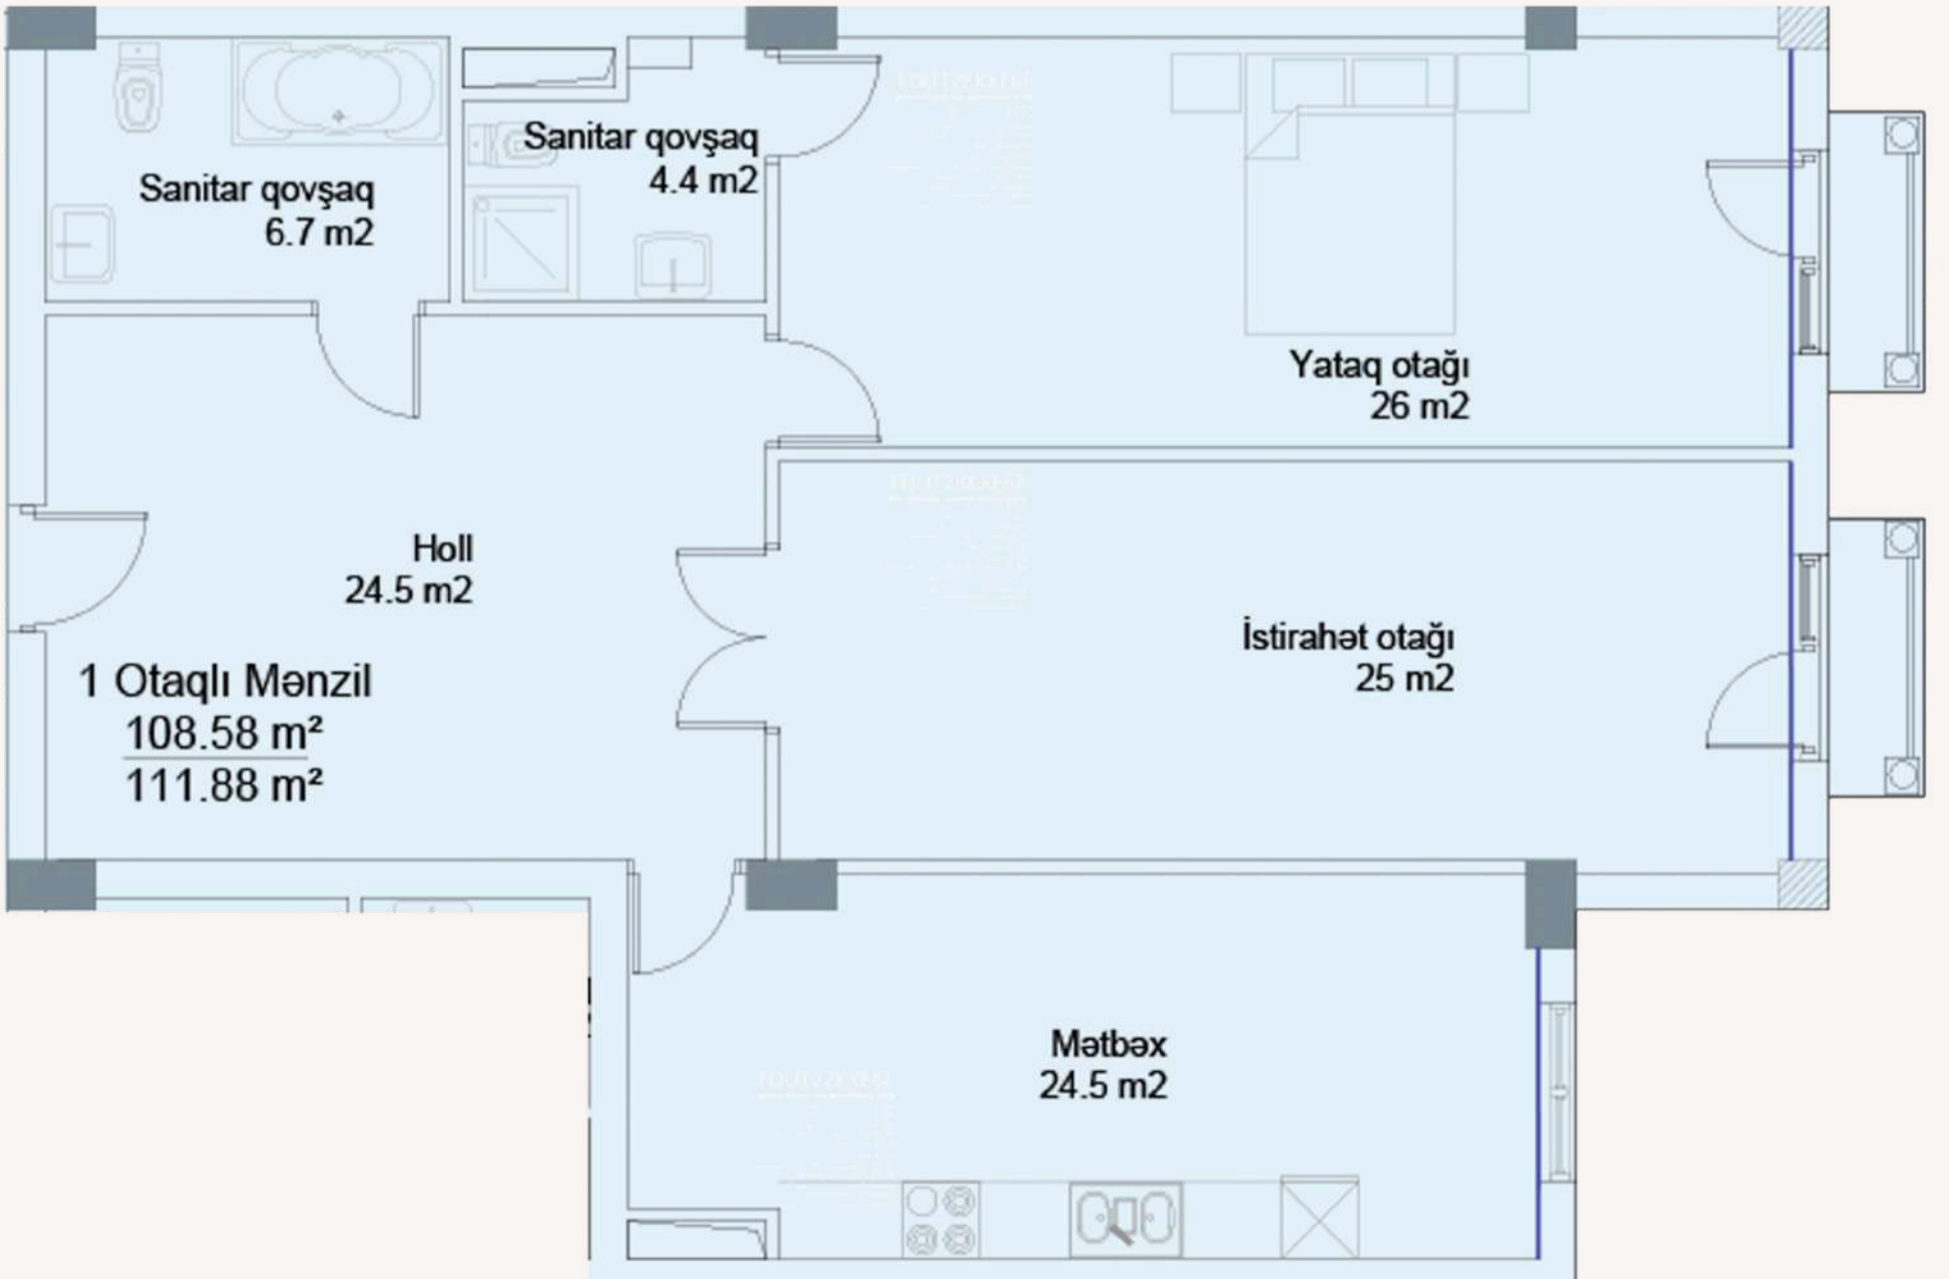 Sanitar qovşaq
6.7 m2
Sanitar qovşaq
4.4 m2
Yataq otağı
26 m2
Holl
24.5 m2
İstirahət otağı
25 m2
1 Otaqlı Mənzil
108.58 m²
111.88 m²
Mətbəx
24.5 m2